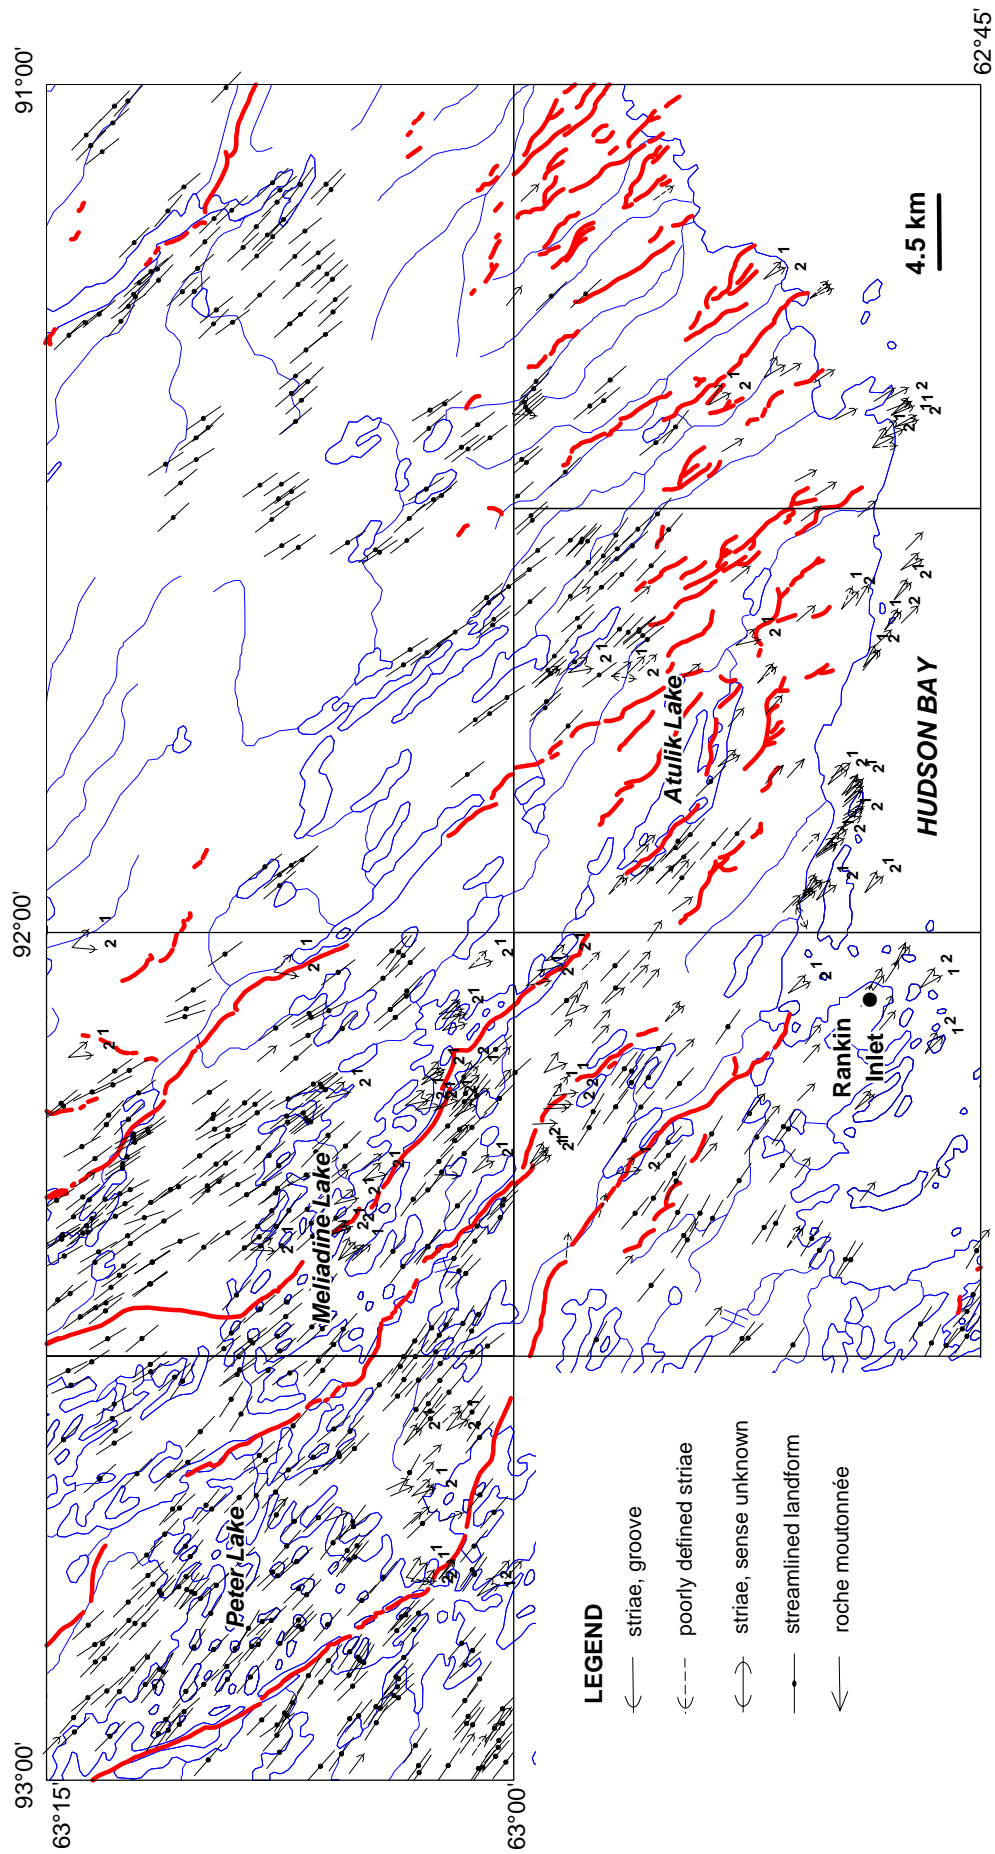 93°00'
92°00'
91°00'
63°15'
63°00'
62°45'
Peter Lake
Meliadine Lake
Atulik Lake
HUDSON BAY
Rankin
Inlet
4.5 km
LEGEND
striae, groove
poorly defined striae
striae, sense unknown
streamlined landform
roche moutonnée